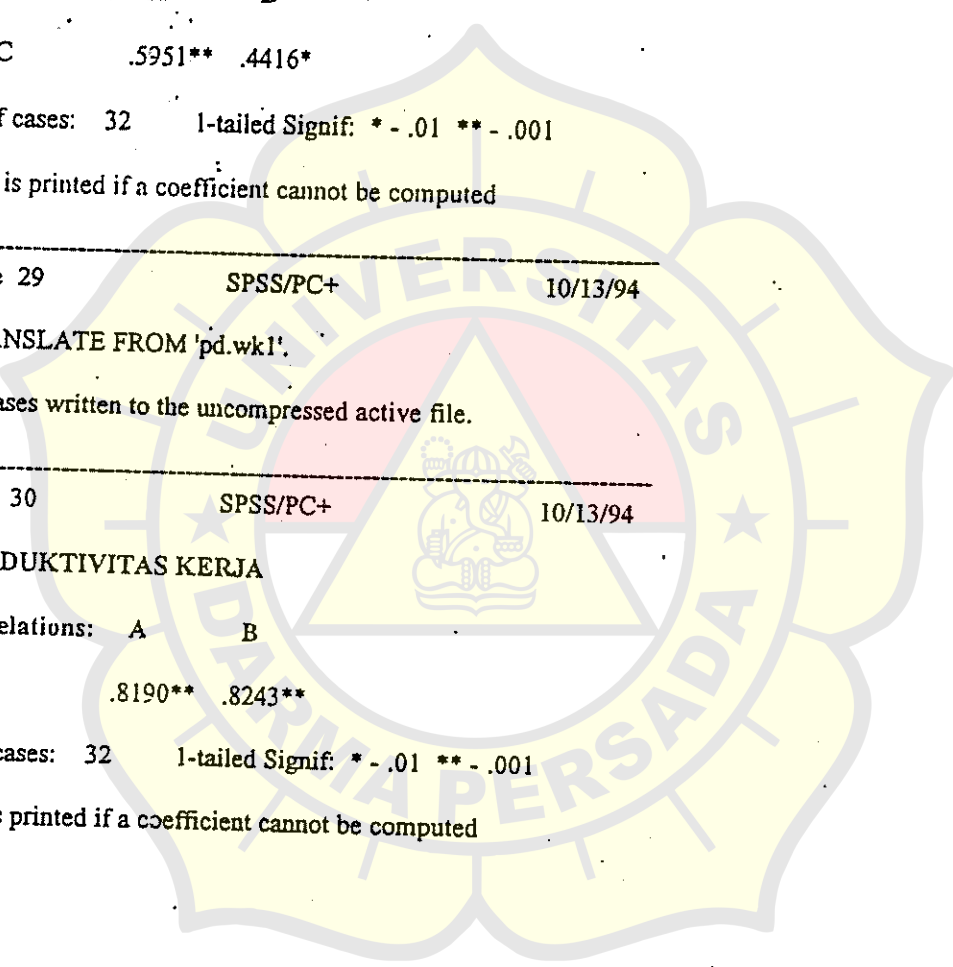 C .5951** .4416*
f cases: 32 1-tailed Signif: * - .01 ** - .001
is printed if a coefficient cannot be computed
29 SPSS/PC+ 10/13/94
ANSLATE FROM 'pd.wk1'.
ases written to the uncompressed active file.
30 SPSS/PC+ 10/13/94
DUKTIVITAS KERJA
elations: A B
.8190** .8243**
cases: 32 1-tailed Signif: * - .01 ** - .001
s printed if a coefficient cannot be computed
UNIVERSITAS
DARMA PERSADA